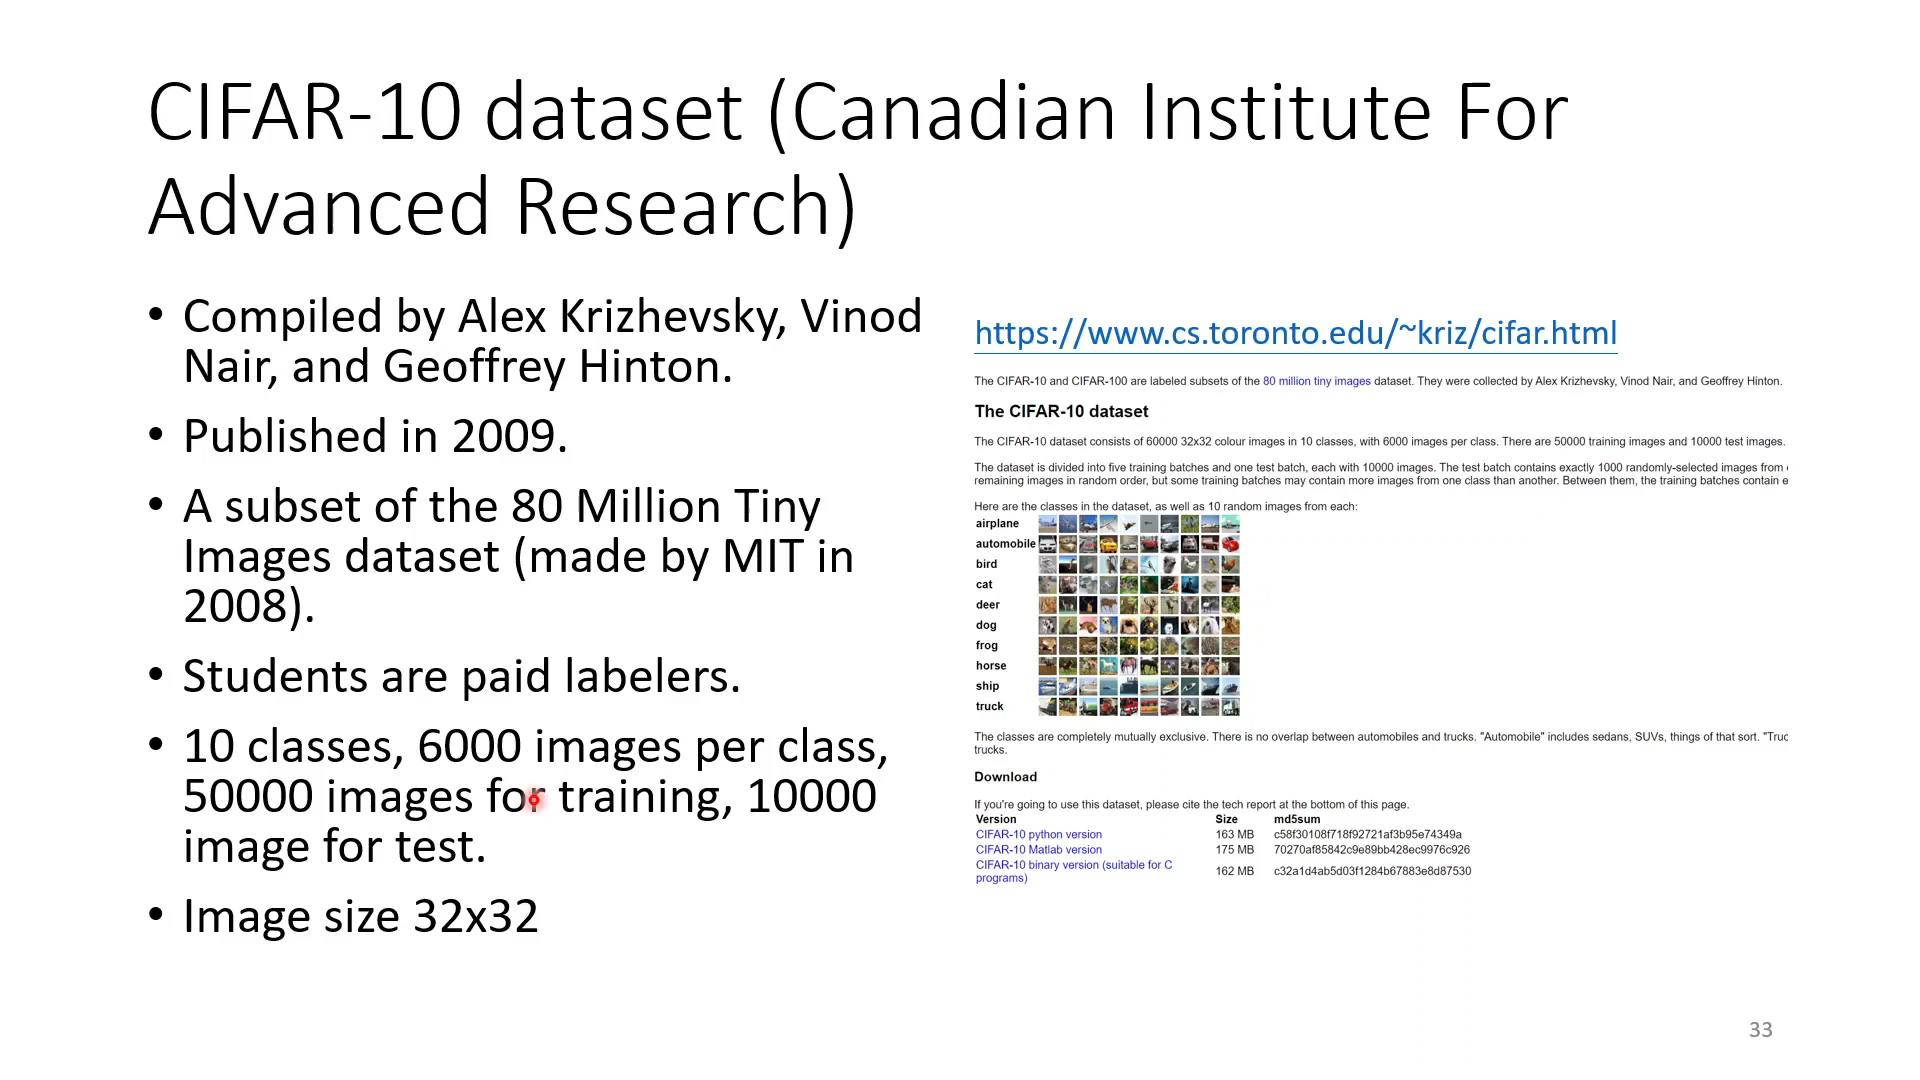 CIFAR-10 dataset (Canadian Institute For
Advanced Research)
• Compiled by Alex Krizhevsky, Vinod
Nair, and Geoffrey Hinton.
• Published in 2009.
• A subset of the 80 Million Tiny
Images dataset (made by MIT in
2008).
• Students are paid labelers.
• 10 classes, 6000 images per class,
50000 images for training, 10000
image for test.
• Image size 32x32
https://www.cs.toronto.edu/~kriz/cifar.html
The CIFAR-10 and CIFAR-100 are labeled subsets of the 80 million tiny images dataset. They were collected by Alex Krizhevsky, Vinod Nair, and Geoffrey Hinton.
The CIFAR-10 dataset
The CIFAR-10 dataset consists of 60000 32x32 colour images in 10 classes, with 6000 images per class. There are 50000 training images and 10000 test images.
The dataset is divided into five training batches and one test batch, each with 10000 images. The test batch contains exactly 1000 randomly-selected images from
remaining images in random order, but some training batches may contain more images from one class than another. Between them, the training batches contain e
Here are the classes in the dataset, as well as 10 random images from each:
airplane
automobile
bird
cat
deer
dog
frog
horse
ship
truck
The classes are completely mutually exclusive. There is no overlap between automobiles and trucks. "Automobile" includes sedans, SUVs, things of that sort. "Truc
trucks.
Download
If you're going to use this dataset, please cite the tech report at the bottom of this page.
Version Size md5sum
CIFAR-10 python version 163 MB c58f30108f718f92721af3b95e74349a
CIFAR-10 Matlab version 175 MB 70270af85842c9e89bb428ec9976c926
CIFAR-10 binary version (suitable for C
programs) 162 MB c32a1d4ab5d03f1284b67883e8d87530
33